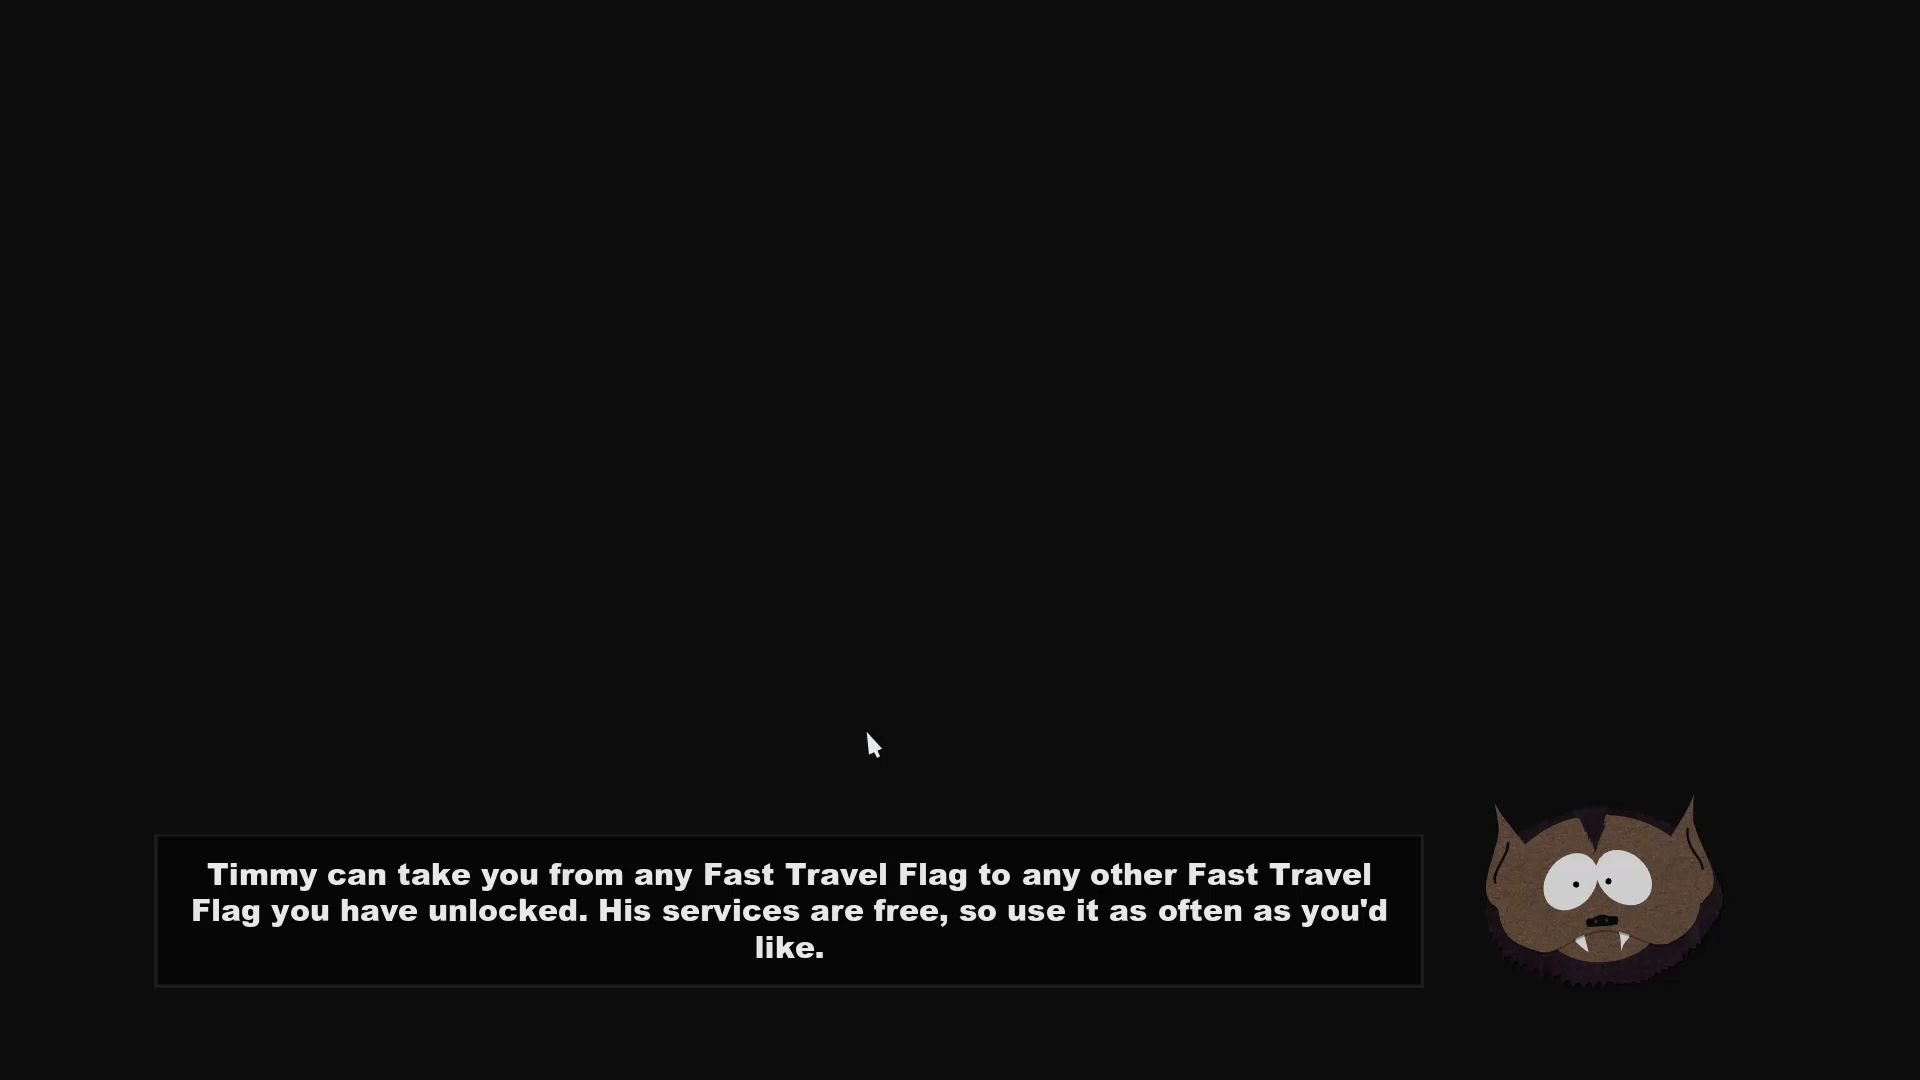 Timmy can take you from any Fast Travel Flag to any other Fast Travel
Flag you have unlocked. His services are free, so use it as often as you'd
like.